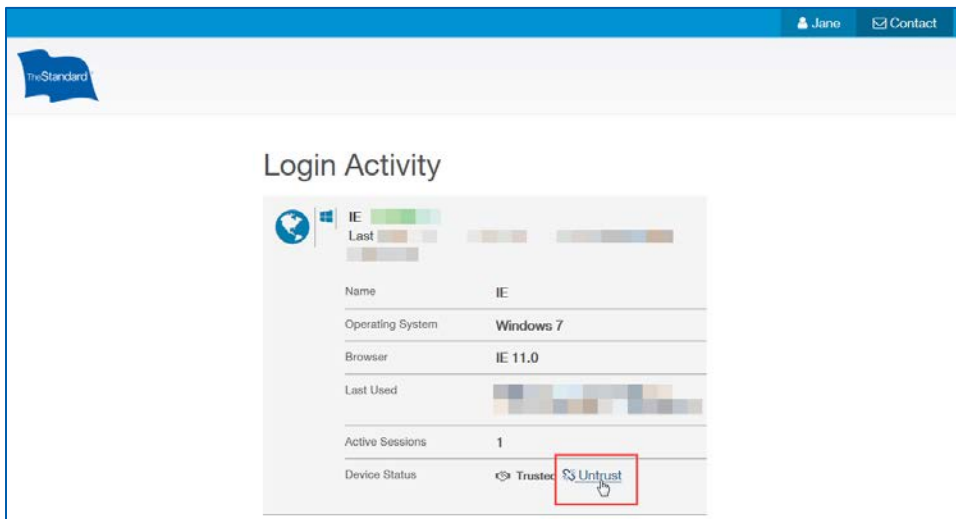 Jane Contact
TheStandard
Login Activity
IE
Last
Name IE
Operating System Windows 7
Browser IE 11.0
Last Used
Active Sessions 1
Device Status Trusted Untrust